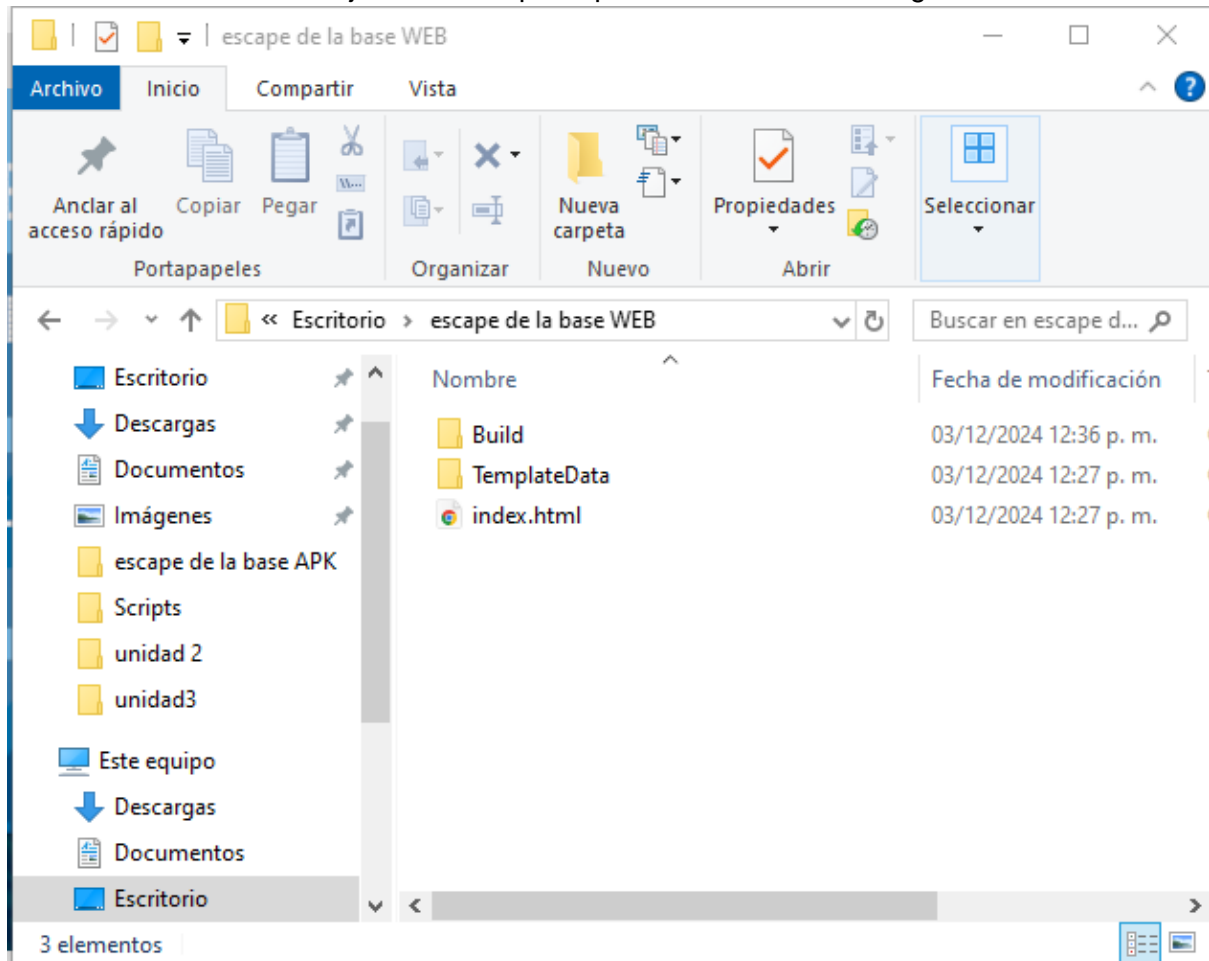 escape de la base WEB
Archivo Inicio Compartir Vista
Anclar al acceso rápido
Copiar
Pegar
Nueva carpeta
Propiedades
Seleccionar
Portapapeles Organizar Nuevo Abrir
« Escritorio › escape de la base WEB
Buscar en escape d...
Nombre Fecha de modificación
Escritorio
Descargas
Documentos
Imágenes
escape de la base APK
Scripts
unidad 2
unidad3
Este equipo
Descargas
Documentos
Escritorio
Build 03/12/2024 12:36 p. m.
TemplateData 03/12/2024 12:27 p. m.
index.html 03/12/2024 12:27 p. m.
3 elementos